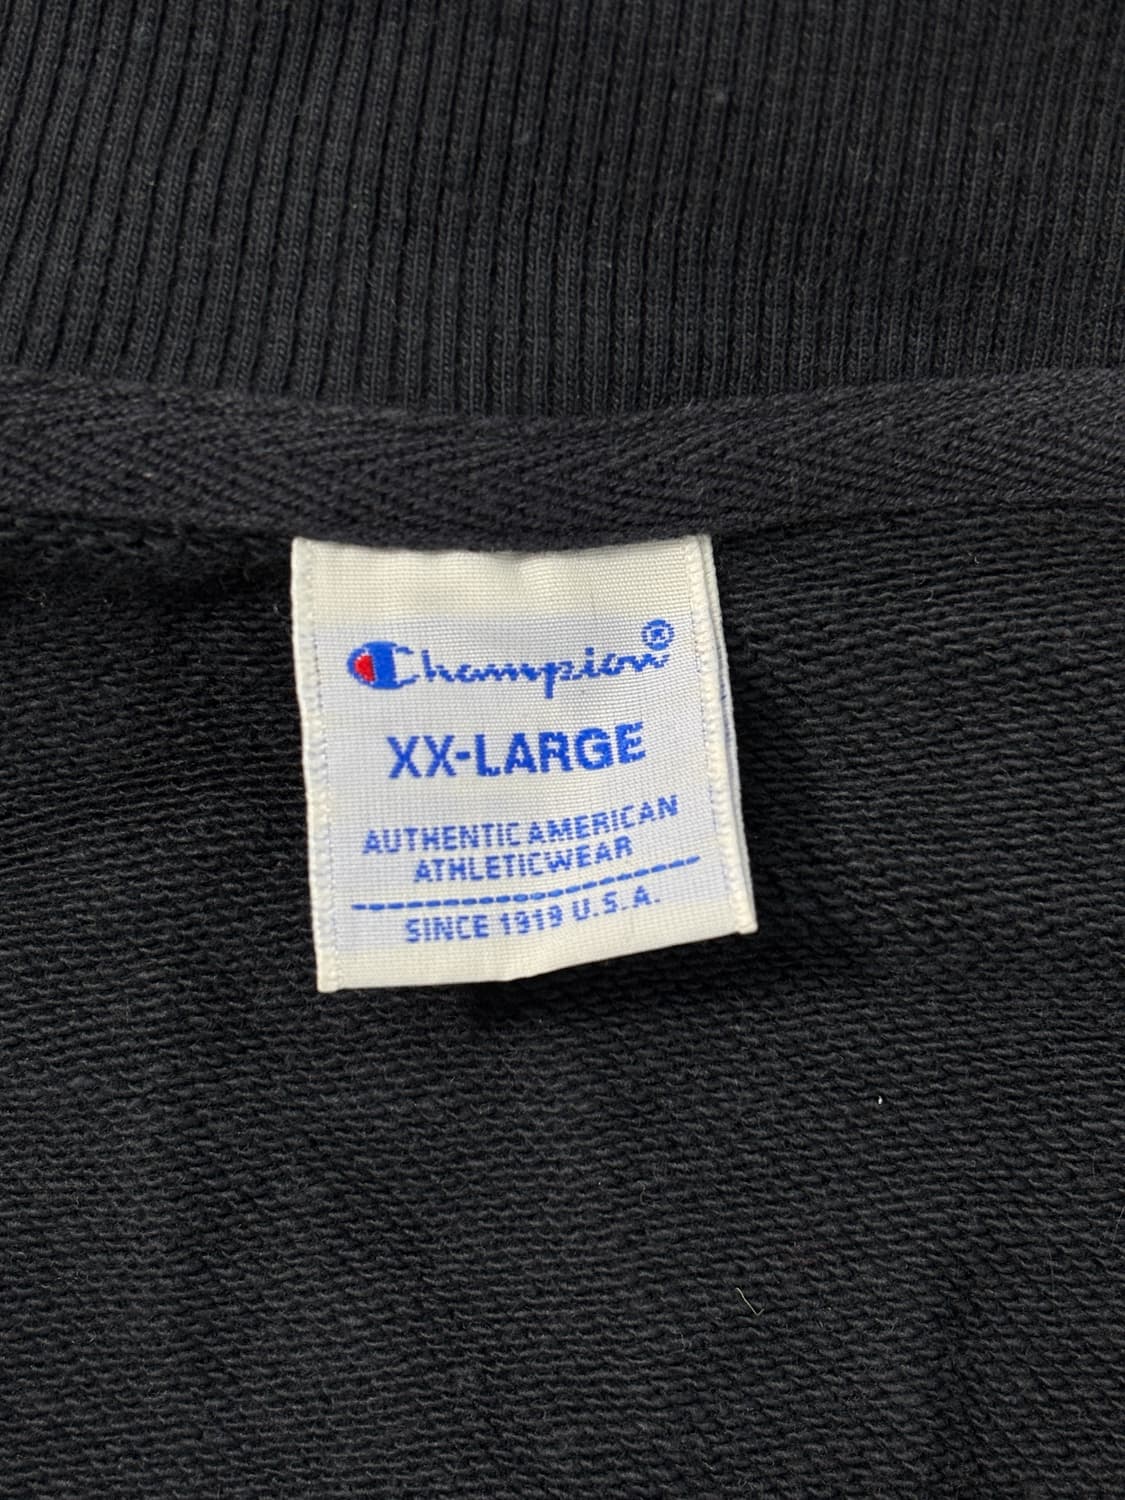 Champion®
XX-LARGE
AUTHENTIC AMERICAN
ATHLETICWEAR
SINCE 1919 U.S.A.